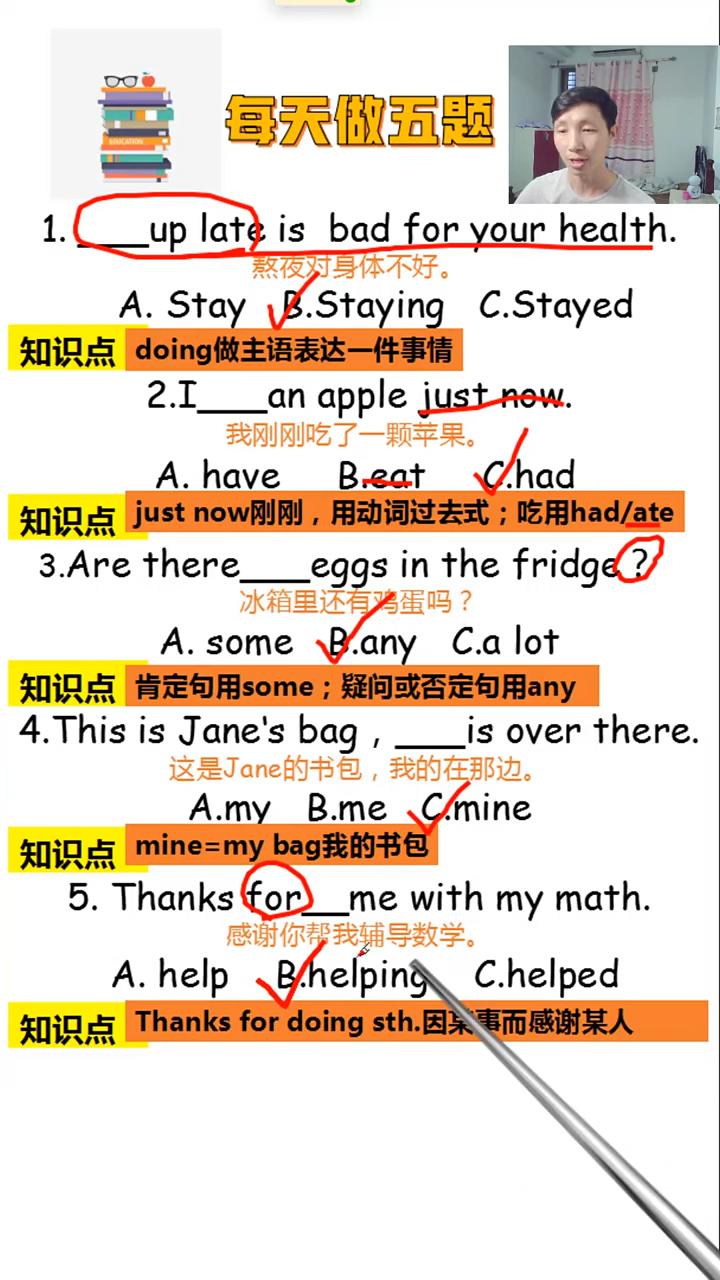 EDUCATION
每天做五题
1. ___up late is bad for your health.
熬夜对身体不好。
A. Stay B.Staying C.Stayed
知识点 doing做主语表达一件事情
2.I___an apple just now.
我刚刚吃了一颗苹果。
A. have B.eat C.had
知识点 just now刚刚，用动词过去式；吃用had/ate
3.Are there___eggs in the fridge？
冰箱里还有鸡蛋吗？
A. some B.any C.a lot
知识点 肯定句用some；疑问或否定句用any
4.This is Jane's bag，___is over there.
这是Jane的书包，我的在那边。
A.my B.me C.mine
知识点 mine=my bag我的书包
5. Thanks for__me with my math.
感谢你帮我辅导数学。
A. help B.helping C.helped
知识点 Thanks for doing sth.因某事而感谢某人